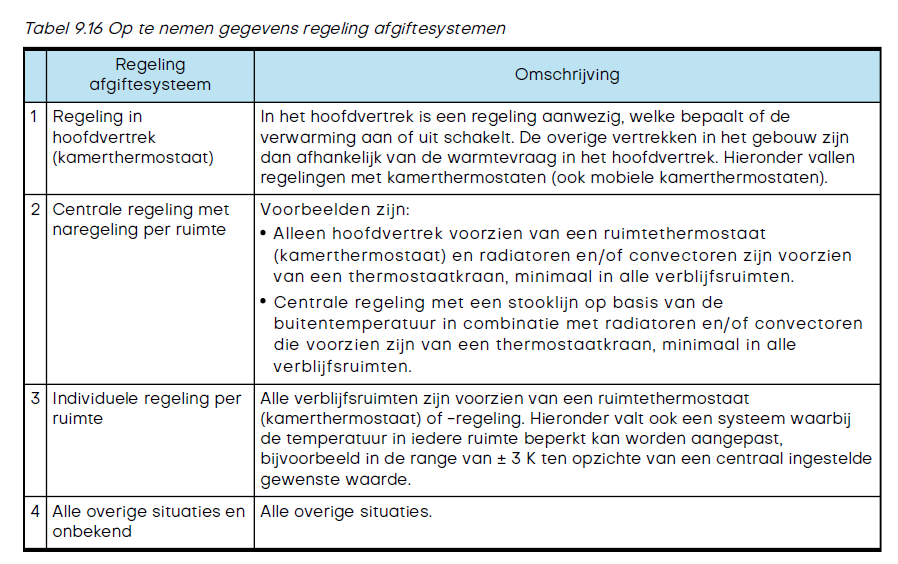 Tabel 9.16 Op te nemen gegevens regeling afgiftesystemen
Regeling
afgiftesysteem
Omschrijving
1
Regeling in
hoofdvertrek
(kamerthermostaat)
In het hoofdvertrek is een regeling aanwezig, welke bepaalt of de
verwarming aan of uit schakelt. De overige vertrekken in het gebouw zijn
dan afhankelijk van de warmtevraag in het hoofdvertrek. Hieronder vallen
regelingen met kamerthermostaten (ook mobiele kamerthermostaten).
2
Centrale regeling met
naregeling per ruimte
Voorbeelden zijn:
• Alleen hoofdvertrek voorzien van een ruimtethermostaat
(kamerthermostaat) en radiatoren en/of convectoren zijn voorzien
van een thermostaatkraan, minimaal in alle verblijfsruimten.
• Centrale regeling met een stooklijn op basis van de
buitentemperatuur in combinatie met radiatoren en/of convectoren
die voorzien zijn van een thermostaatkraan, minimaal in alle
verblijfsruimten.
3
Individuele regeling per
ruimte
Alle verblijfsruimten zijn voorzien van een ruimtethermostaat
(kamerthermostaat) of –regeling. Hieronder valt ook een systeem waarbij
de temperatuur in iedere ruimte beperkt kan worden aangepast,
bijvoorbeeld in de range van ± 3 K ten opzichte van een centraal ingestelde
gewenste waarde.
4
Alle overige situaties en
onbekend
Alle overige situaties.